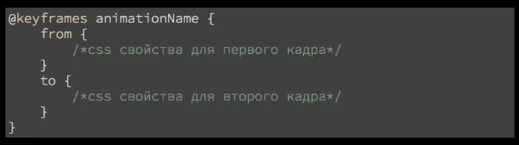 @keyframes animationName {
from {
/*css свойства для первого кадра*/
}
to {
/*css свойства для второго кадра*/
}
}